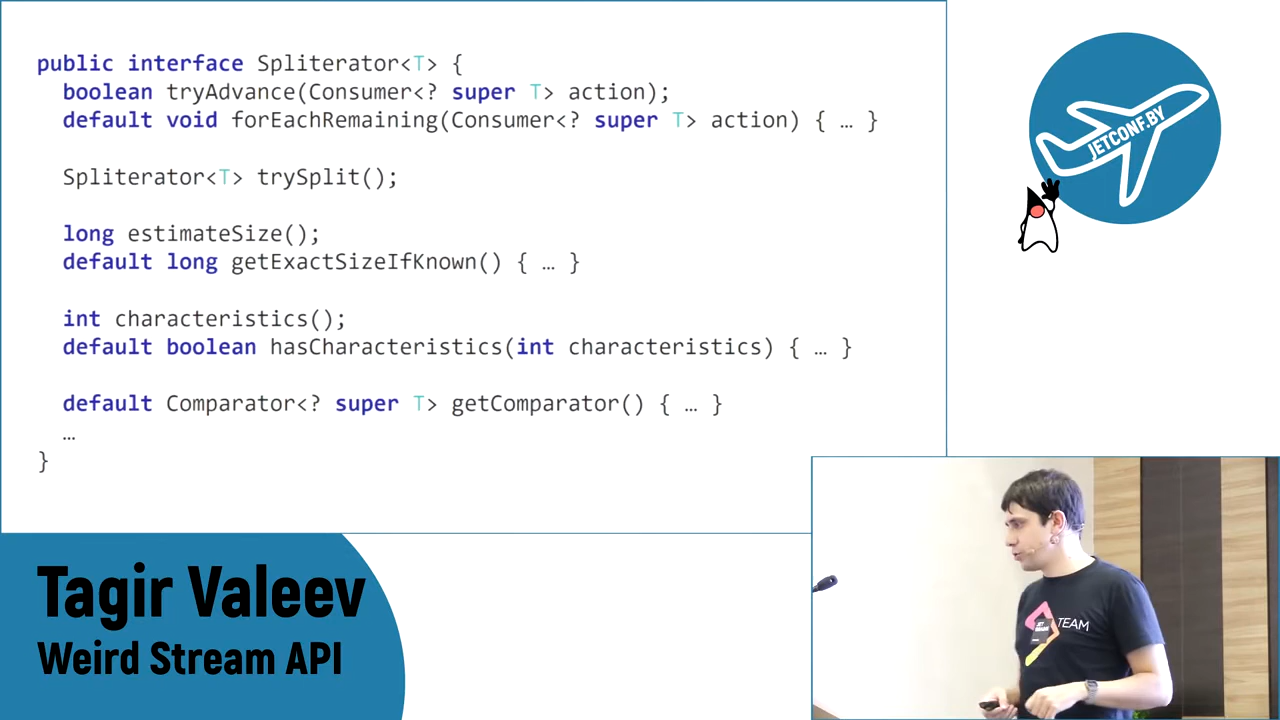 public interface Spliterator<T> {
boolean tryAdvance(Consumer<? super T> action);
default void forEachRemaining(Consumer<? super T> action) { … }
Spliterator<T> trySplit();
long estimateSize();
default long getExactSizeIfKnown() { … }
int characteristics();
default boolean hasCharacteristics(int characteristics) { … }
default Comparator<? super T> getComparator() { … }
…
}
JETCONF.BY
Tagir Valeev
Weird Stream API
JET
BRAINS
TEAM